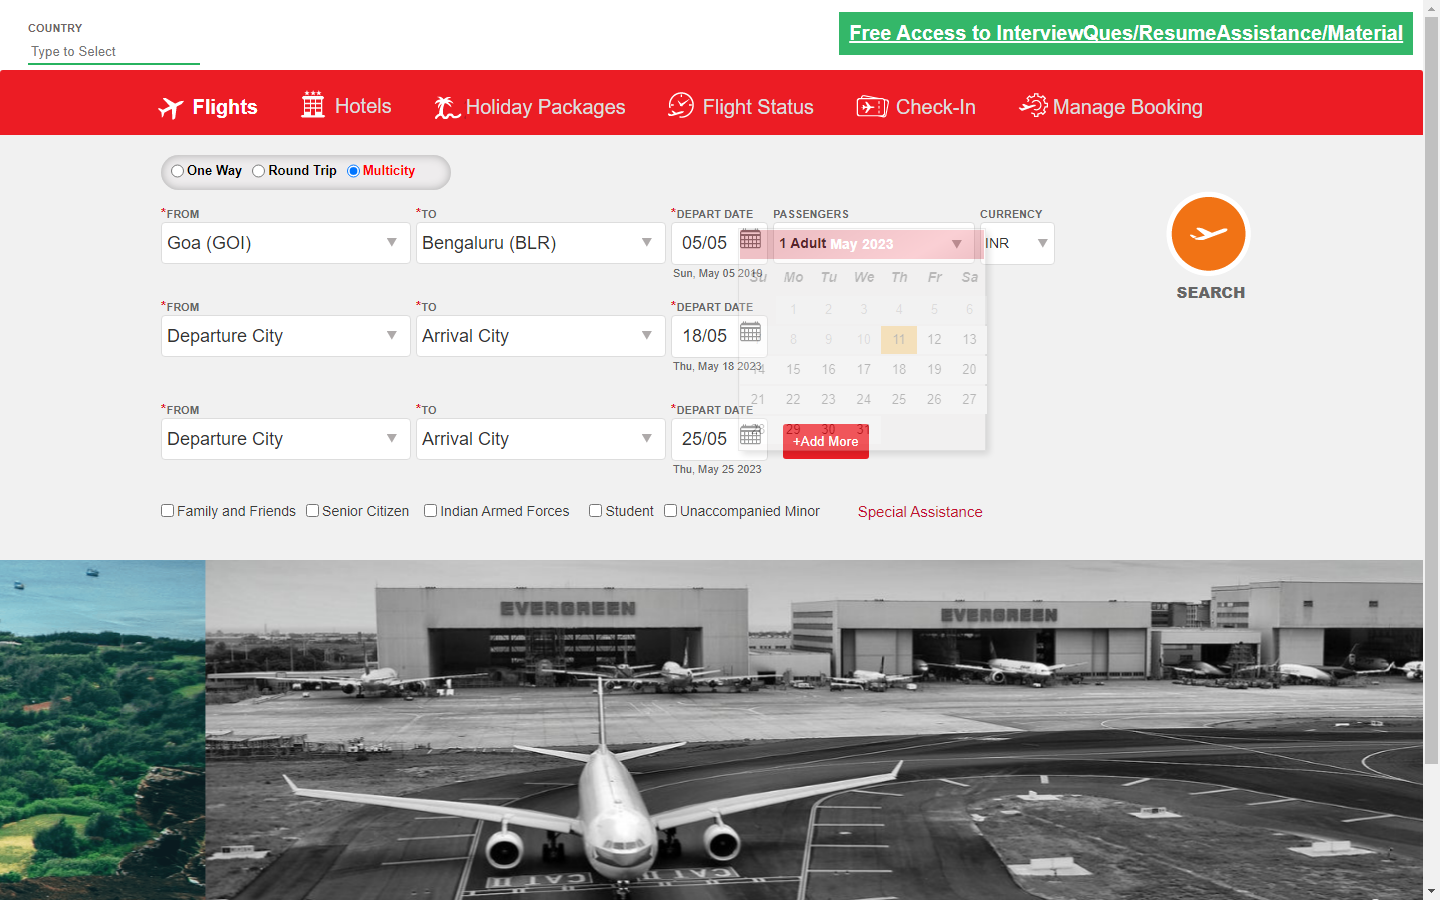 COUNTRY
Type to Select
Free Access to InterviewQues/ResumeAssistance/Material
Flights
Hotels
Holiday Packages
Flight Status
Check-In
Manage Booking
One Way
Round Trip
Multicity
*FROM
*TO
*DEPART DATE
PASSENGERS
CURRENCY
Goa (GOI)
Bengaluru (BLR)
05/05
1 Adult
May 2023
INR
Sun, May 05 2019
SEARCH
Su Mo Tu We Th Fr Sa
1 2 3 4 5 6
8 9 10 11 12 13
14 15 16 17 18 19 20
21 22 23 24 25 26 27
28 29 30 31
*FROM
*TO
*DEPART DATE
Departure City
Arrival City
18/05
Thu, May 18 2023
*FROM
*TO
*DEPART DATE
Departure City
Arrival City
25/05
+Add More
Thu, May 25 2023
Family and Friends
Senior Citizen
Indian Armed Forces
Student
Unaccompanied Minor
Special Assistance
EVERGREEN
EVERGREEN